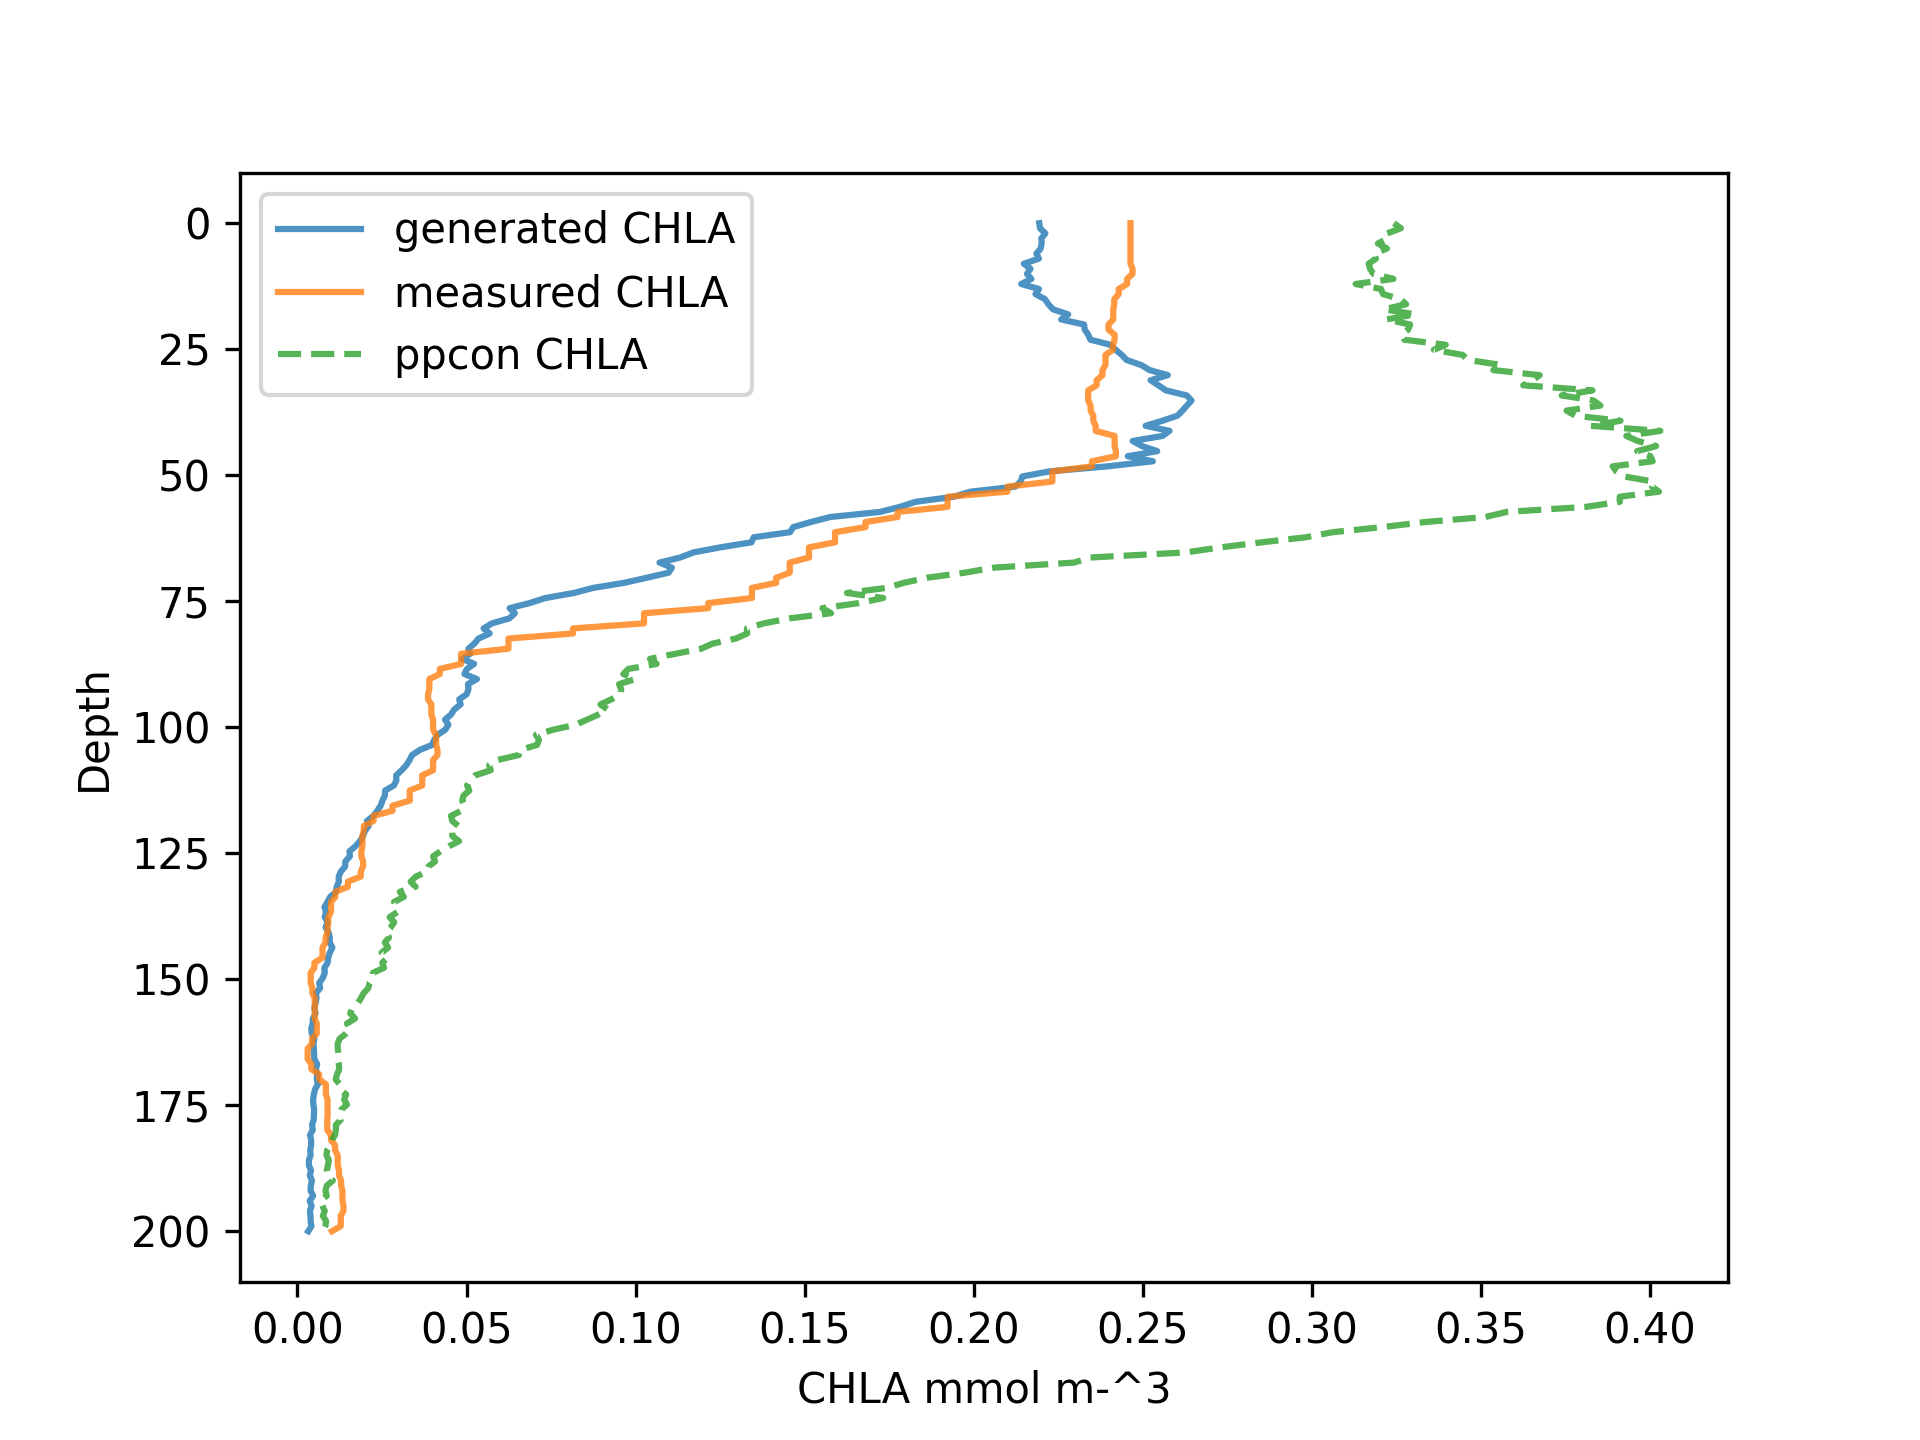 generated CHLA
measured CHLA
ppcon CHLA
0
25
50
75
100
125
150
175
200
Depth
0.00 0.05 0.10 0.15 0.20 0.25 0.30 0.35 0.40
CHLA mmol m-^3